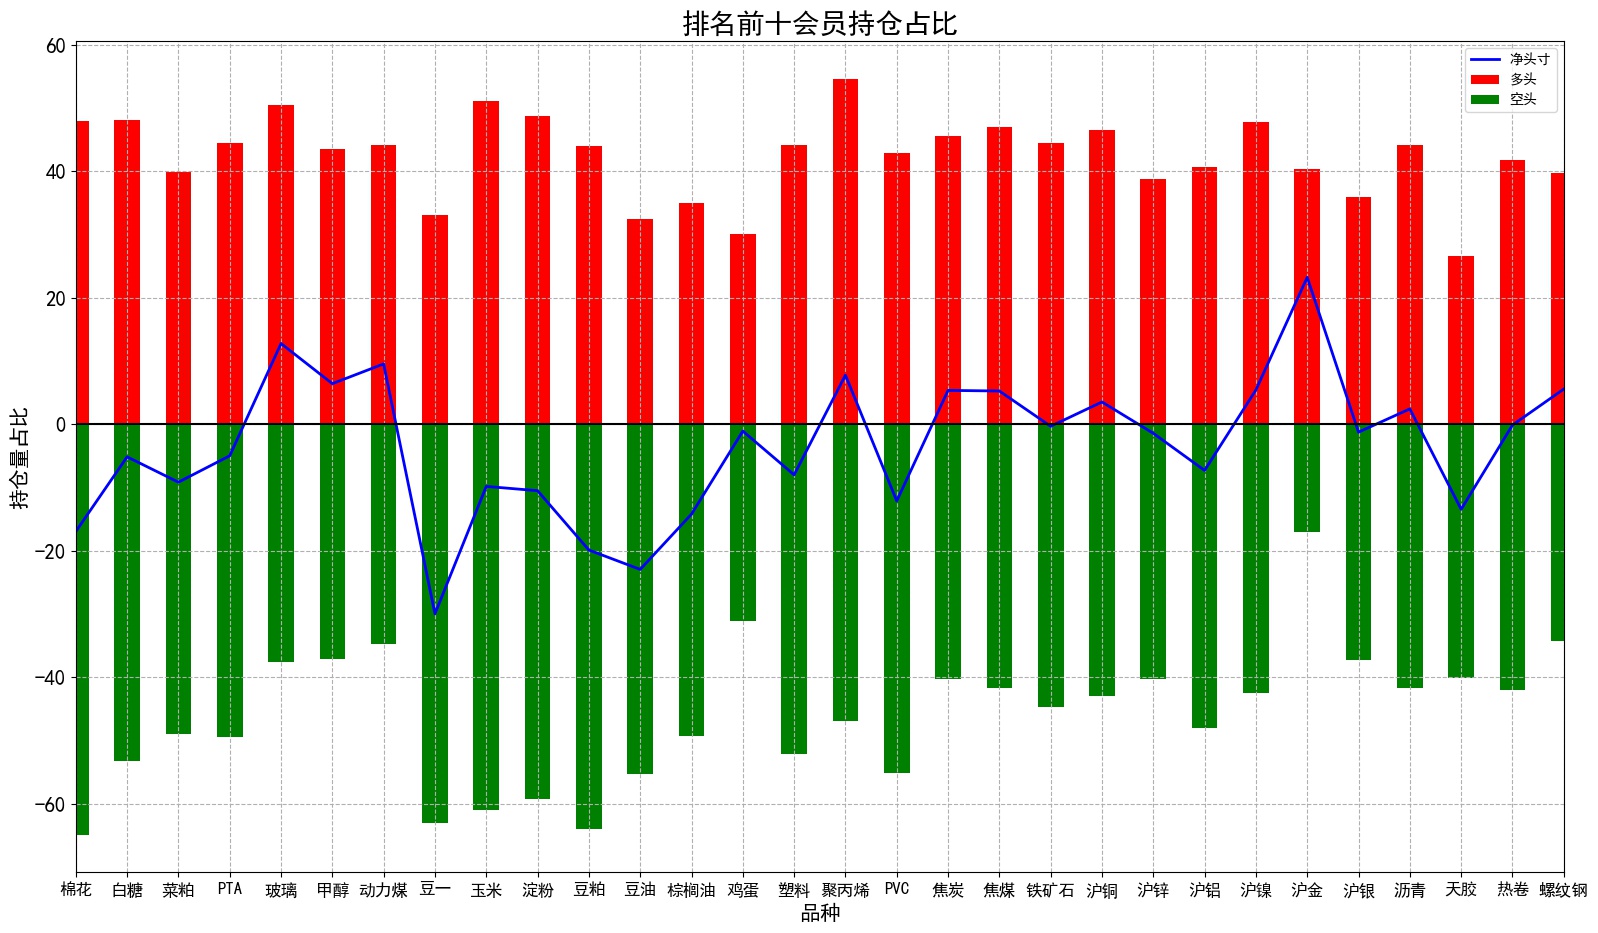 排名前十会员持仓占比
净头寸
多头
空头
持仓量占比
60
40
20
0
−20
−40
−60
棉花 白糖 菜粕 PTA 玻璃 甲醇 动力煤 豆一 玉米 淀粉 豆粕 豆油 棕榈油 鸡蛋 塑料 聚丙烯 PVC 焦炭 焦煤 铁矿石 沪铜 沪锌 沪铝 沪镍 沪金 沪银 沥青 天胶 热卷 螺纹钢
品种